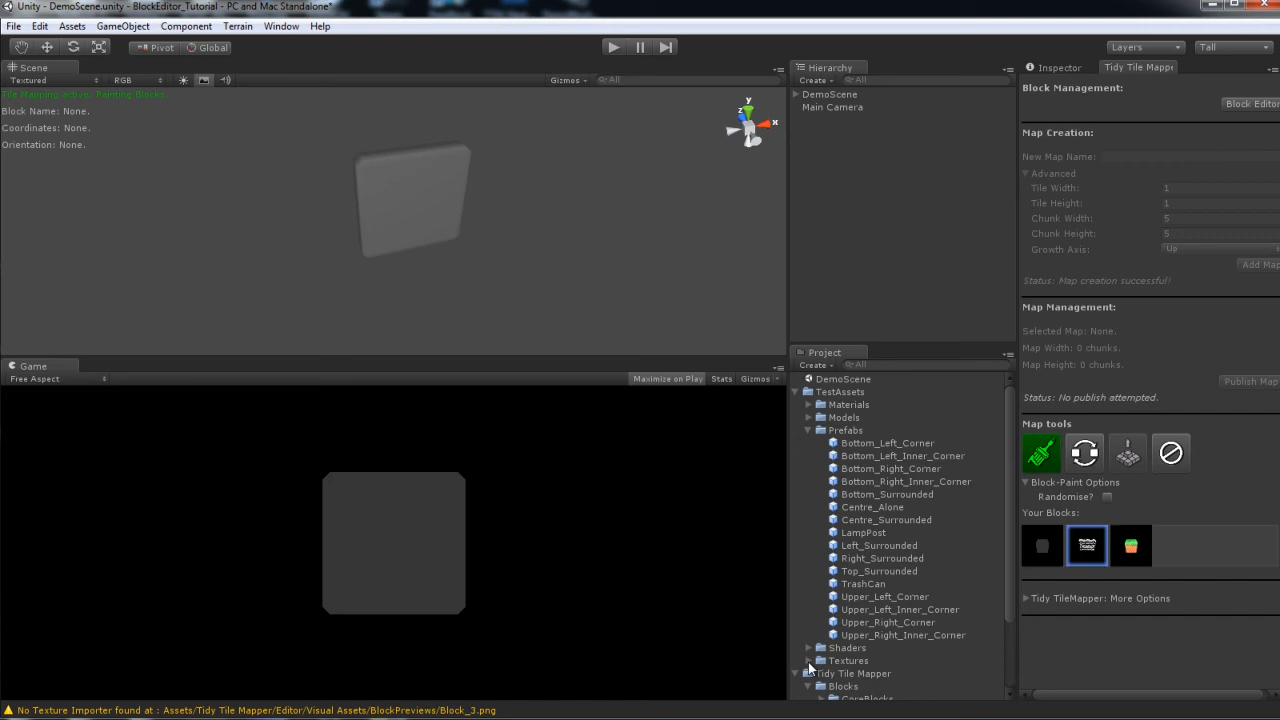 Unity - DemoScene.unity - BlockEditor_Tutorial - PC and Mac Standalone*
File Edit Assets GameObject Component Terrain Window Help
Pivot Global Layers Tall
Scene
Textured RGB Gizmos All
Tile Mapping active: Painting Blocks.
Block Name: None.
Coordinates: None.
Orientation: None.
y
z
x
Game
Free Aspect Maximize on Play Stats Gizmos
Hierarchy
Create All
DemoScene
Main Camera
Project
Create All
DemoScene
TestAssets
Materials
Models
Prefabs
Bottom_Left_Corner
Bottom_Left_Inner_Corner
Bottom_Right_Corner
Bottom_Right_Inner_Corner
Bottom_Surrounded
Centre_Alone
Centre_Surrounded
LampPost
Left_Surrounded
Right_Surrounded
Top_Surrounded
TrashCan
Upper_Left_Corner
Upper_Left_Inner_Corner
Upper_Right_Corner
Upper_Right_Inner_Corner
Shaders
Textures
Tidy Tile Mapper
Blocks
CoreBlocks
Inspector Tidy Tile Mappe
Block Management:
Block Editor
Map Creation:
New Map Name:
Advanced
Tile Width: 1
Tile Height: 1
Chunk Width: 5
Chunk Height: 5
Growth Axis: Up
Add Map
Status: Map creation successful!
Map Management:
Selected Map: None.
Map Width: 0 chunks.
Map Height: 0 chunks.
Publish Map
Status: No publish attempted.
Map tools
Block-Paint Options
Randomise?
Your Blocks:
Tidy TileMapper: More Options
No Texture Importer found at : Assets/Tidy Tile Mapper/Editor/Visual Assets/BlockPreviews/Block_3.png